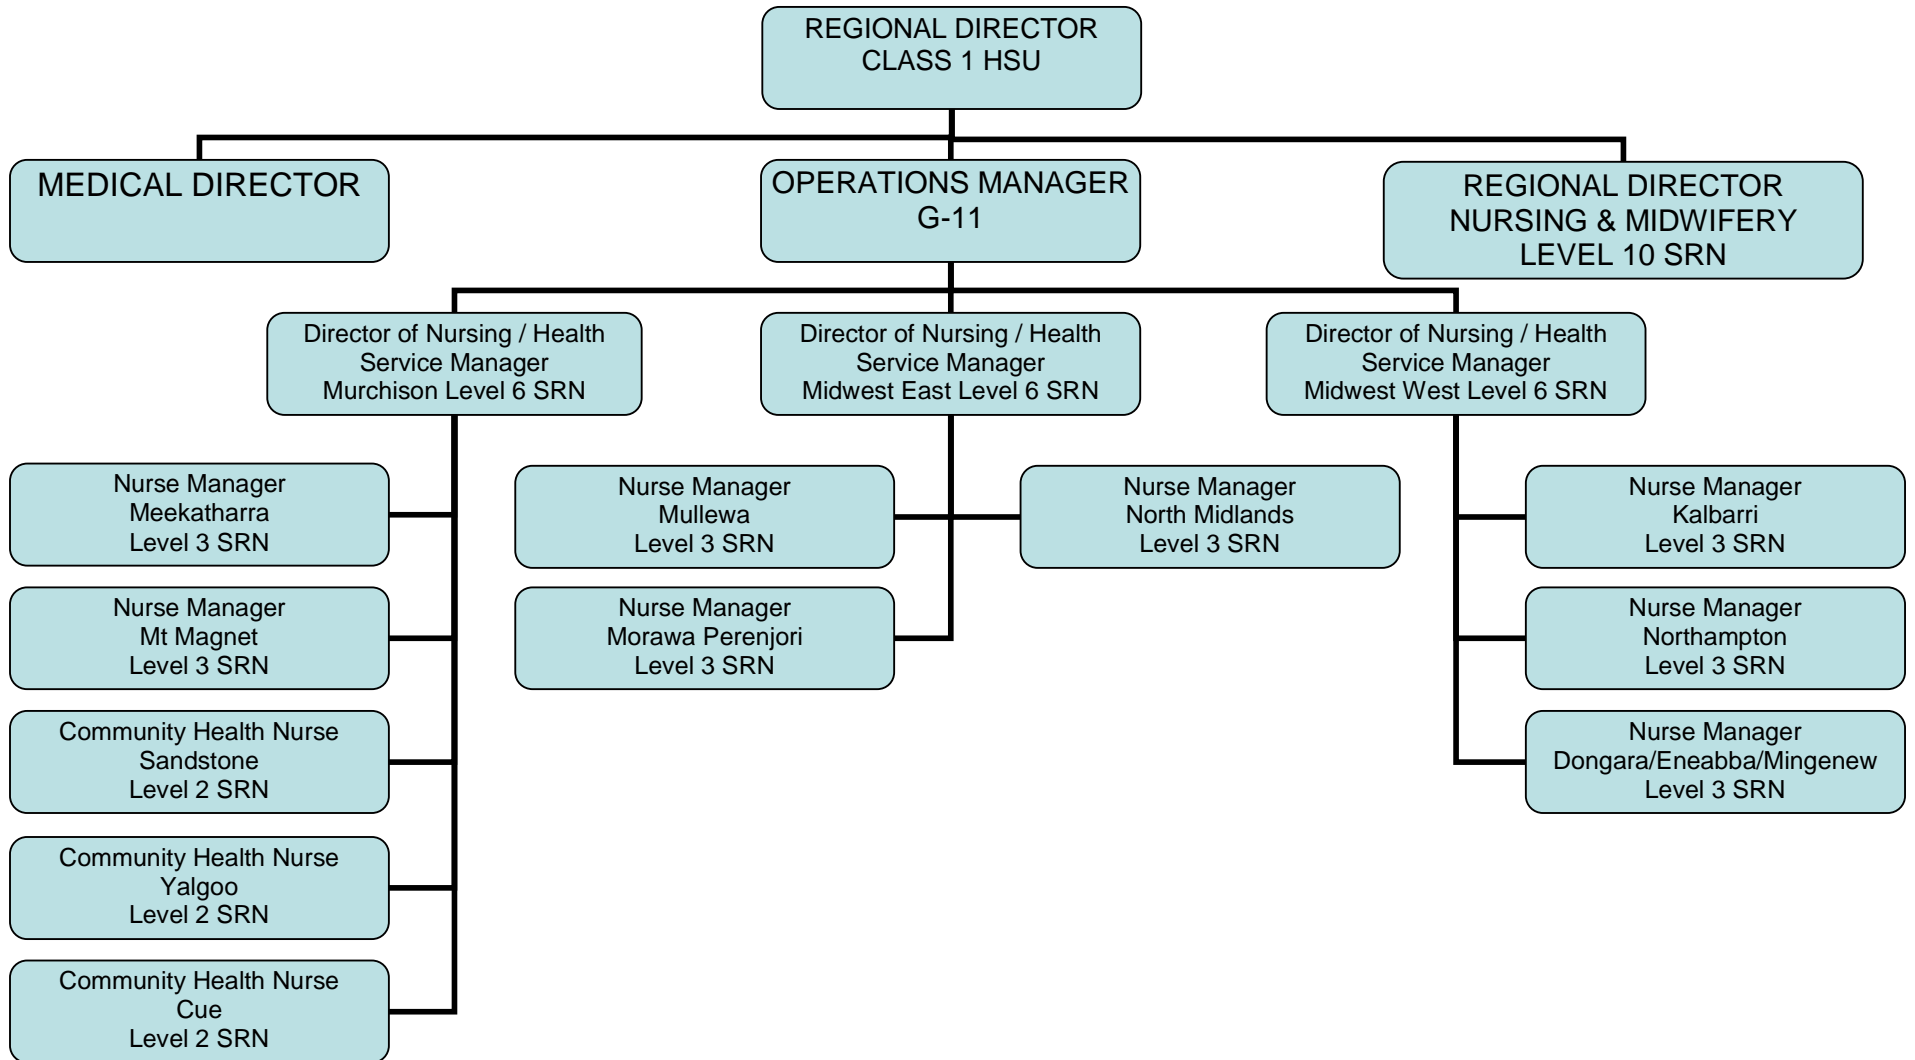 REGIONAL DIRECTOR
CLASS 1 HSU
MEDICAL DIRECTOR
OPERATIONS MANAGER
G-11
REGIONAL DIRECTOR
NURSING & MIDWIFERY
LEVEL 10 SRN
Director of Nursing / Health
Service Manager
Murchison Level 6 SRN
Director of Nursing / Health
Service Manager
Midwest East Level 6 SRN
Director of Nursing / Health
Service Manager
Midwest West Level 6 SRN
Nurse Manager
Meekatharra
Level 3 SRN
Nurse Manager
Mullewa
Level 3 SRN
Nurse Manager
North Midlands
Level 3 SRN
Nurse Manager
Kalbarri
Level 3 SRN
Nurse Manager
Mt Magnet
Level 3 SRN
Nurse Manager
Morawa Perenjori
Level 3 SRN
Nurse Manager
Northampton
Level 3 SRN
Community Health Nurse
Sandstone
Level 2 SRN
Nurse Manager
Dongara/Eneabba/Mingenew
Level 3 SRN
Community Health Nurse
Yalgoo
Level 2 SRN
Community Health Nurse
Cue
Level 2 SRN